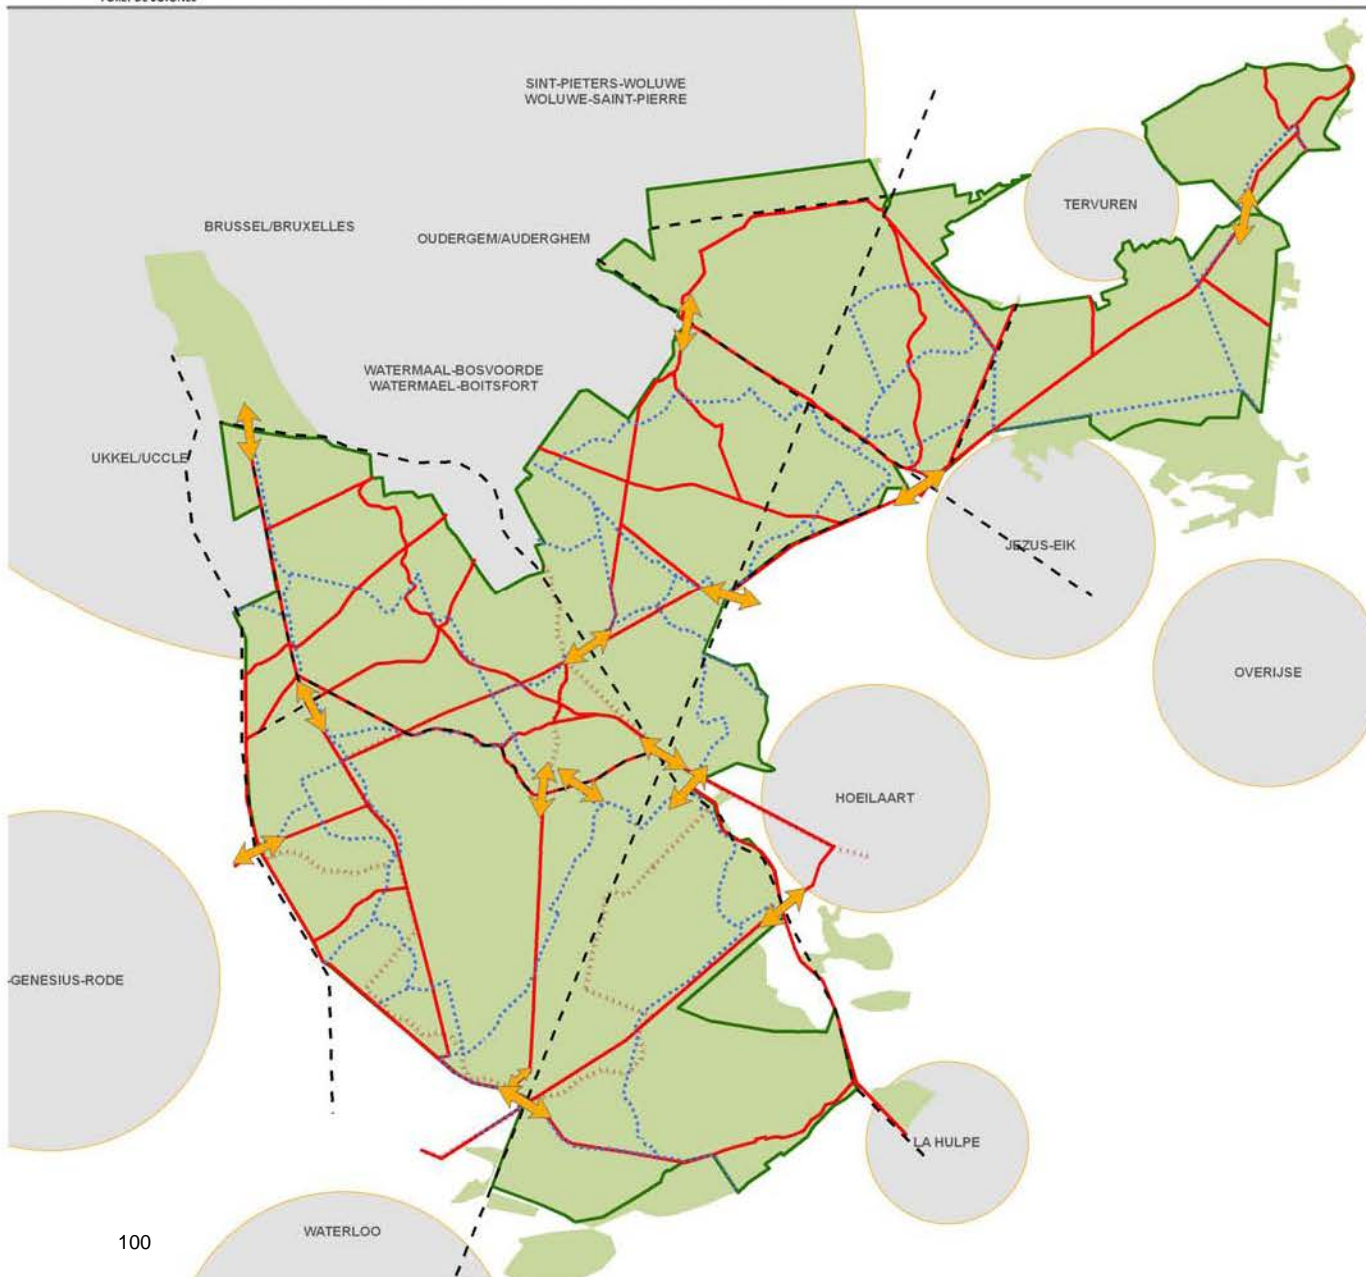 SINT-PIETERS-WOLUWE
WOLUWE-SAINT-PIERRE
TERVUREN
BRUSSEL/BRUXELLES
OUDERGEM/AUDERGHEM
WATERMAAL-BOSVOORDE
WATERMAEL-BOITSFORT
UKKEL/UCCLE
JEZUS-EIK
OVERIJSE
HOEILAART
-GENESIUS-RODE
LA HULPE
WATERLOO
100